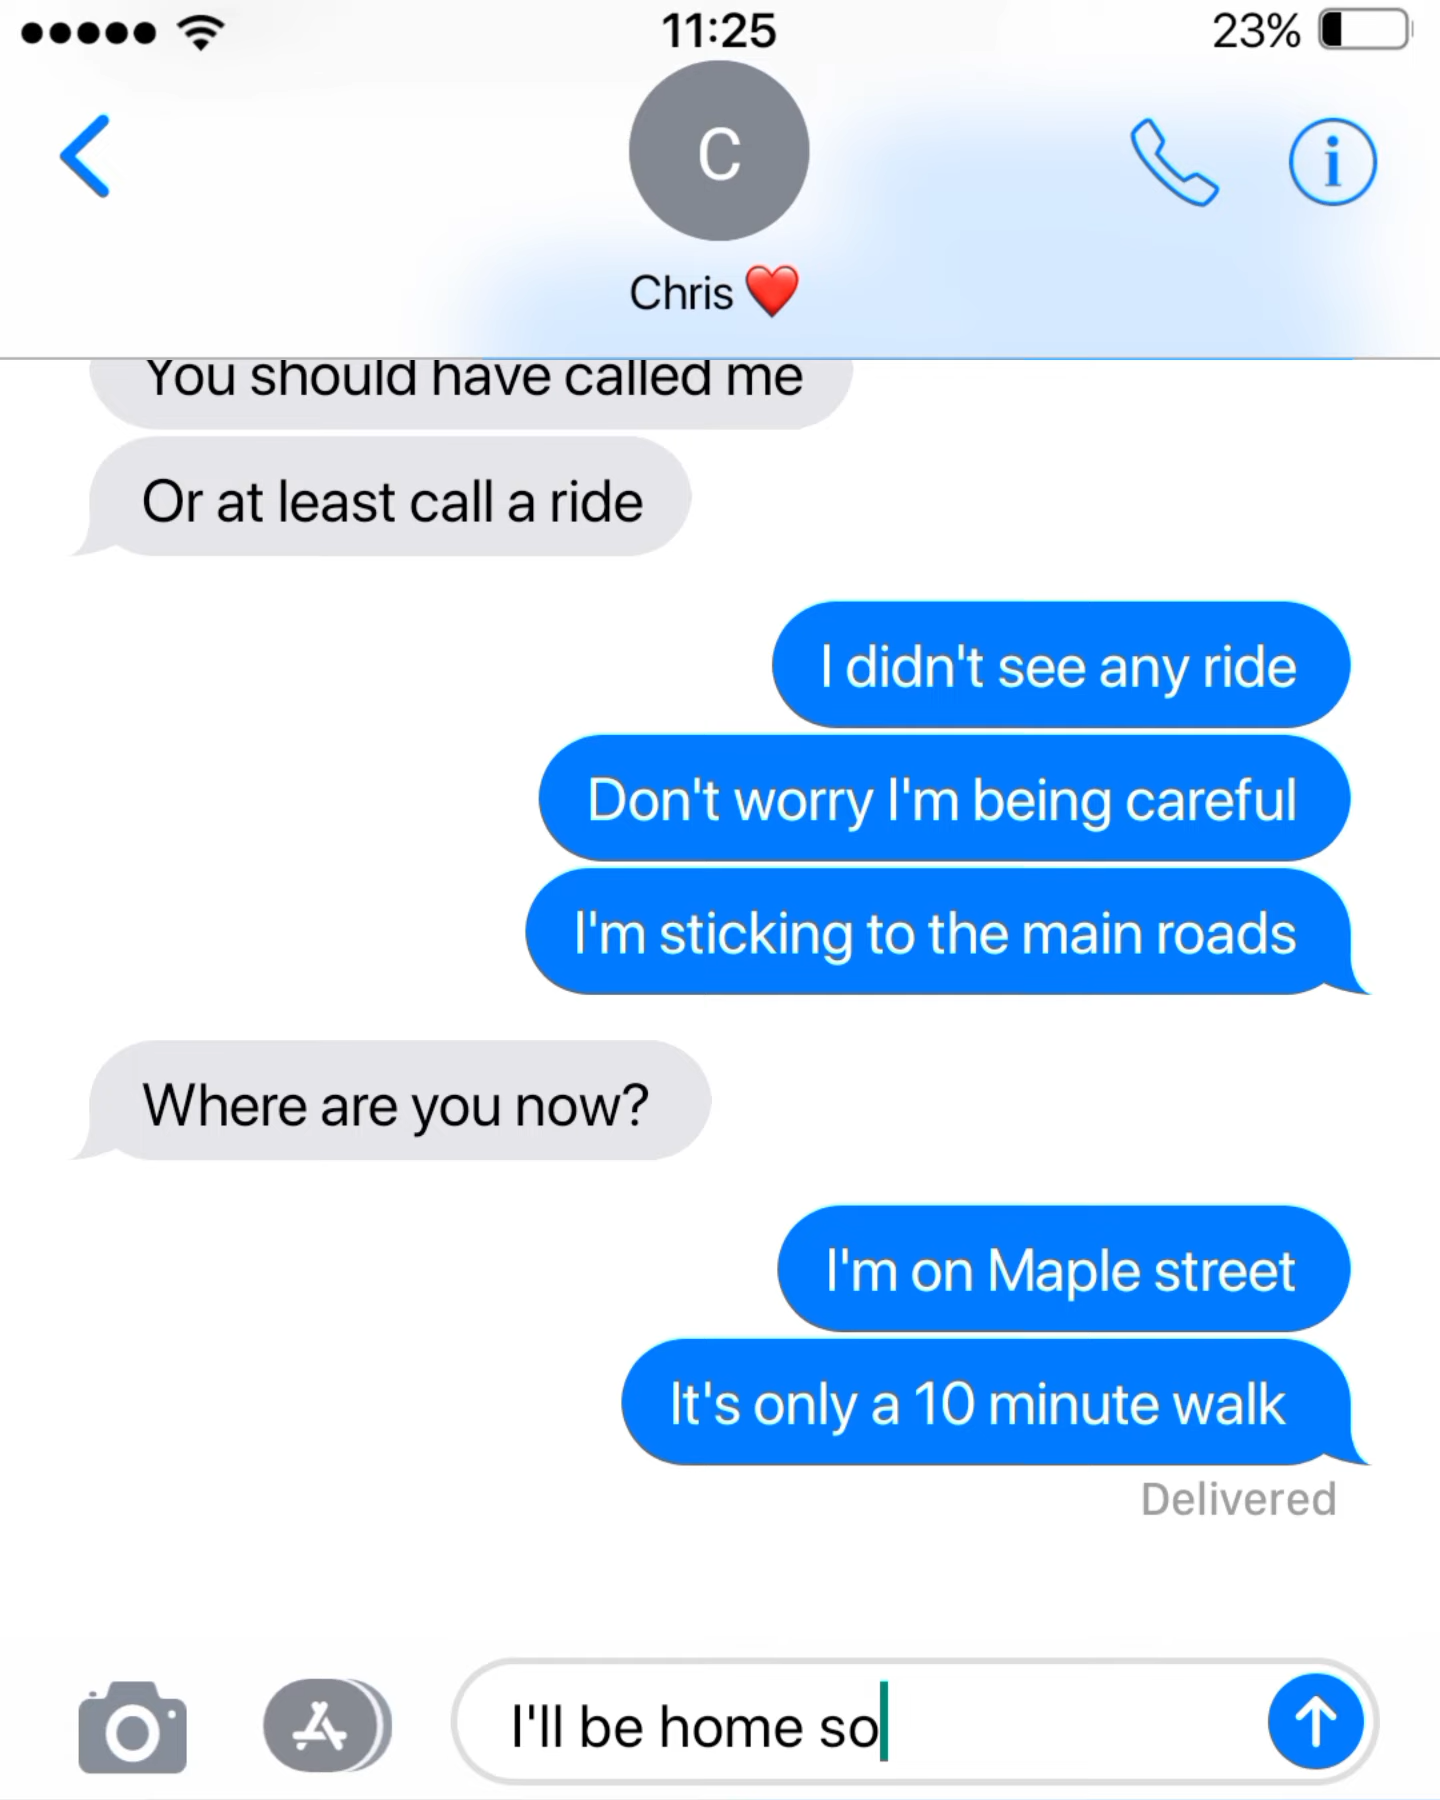 11:25
23%
C
Chris ❤️
You should have called me
Or at least call a ride
I didn't see any ride
Don't worry I'm being careful
I'm sticking to the main roads
Where are you now?
I'm on Maple street
It's only a 10 minute walk
Delivered
I'll be home so